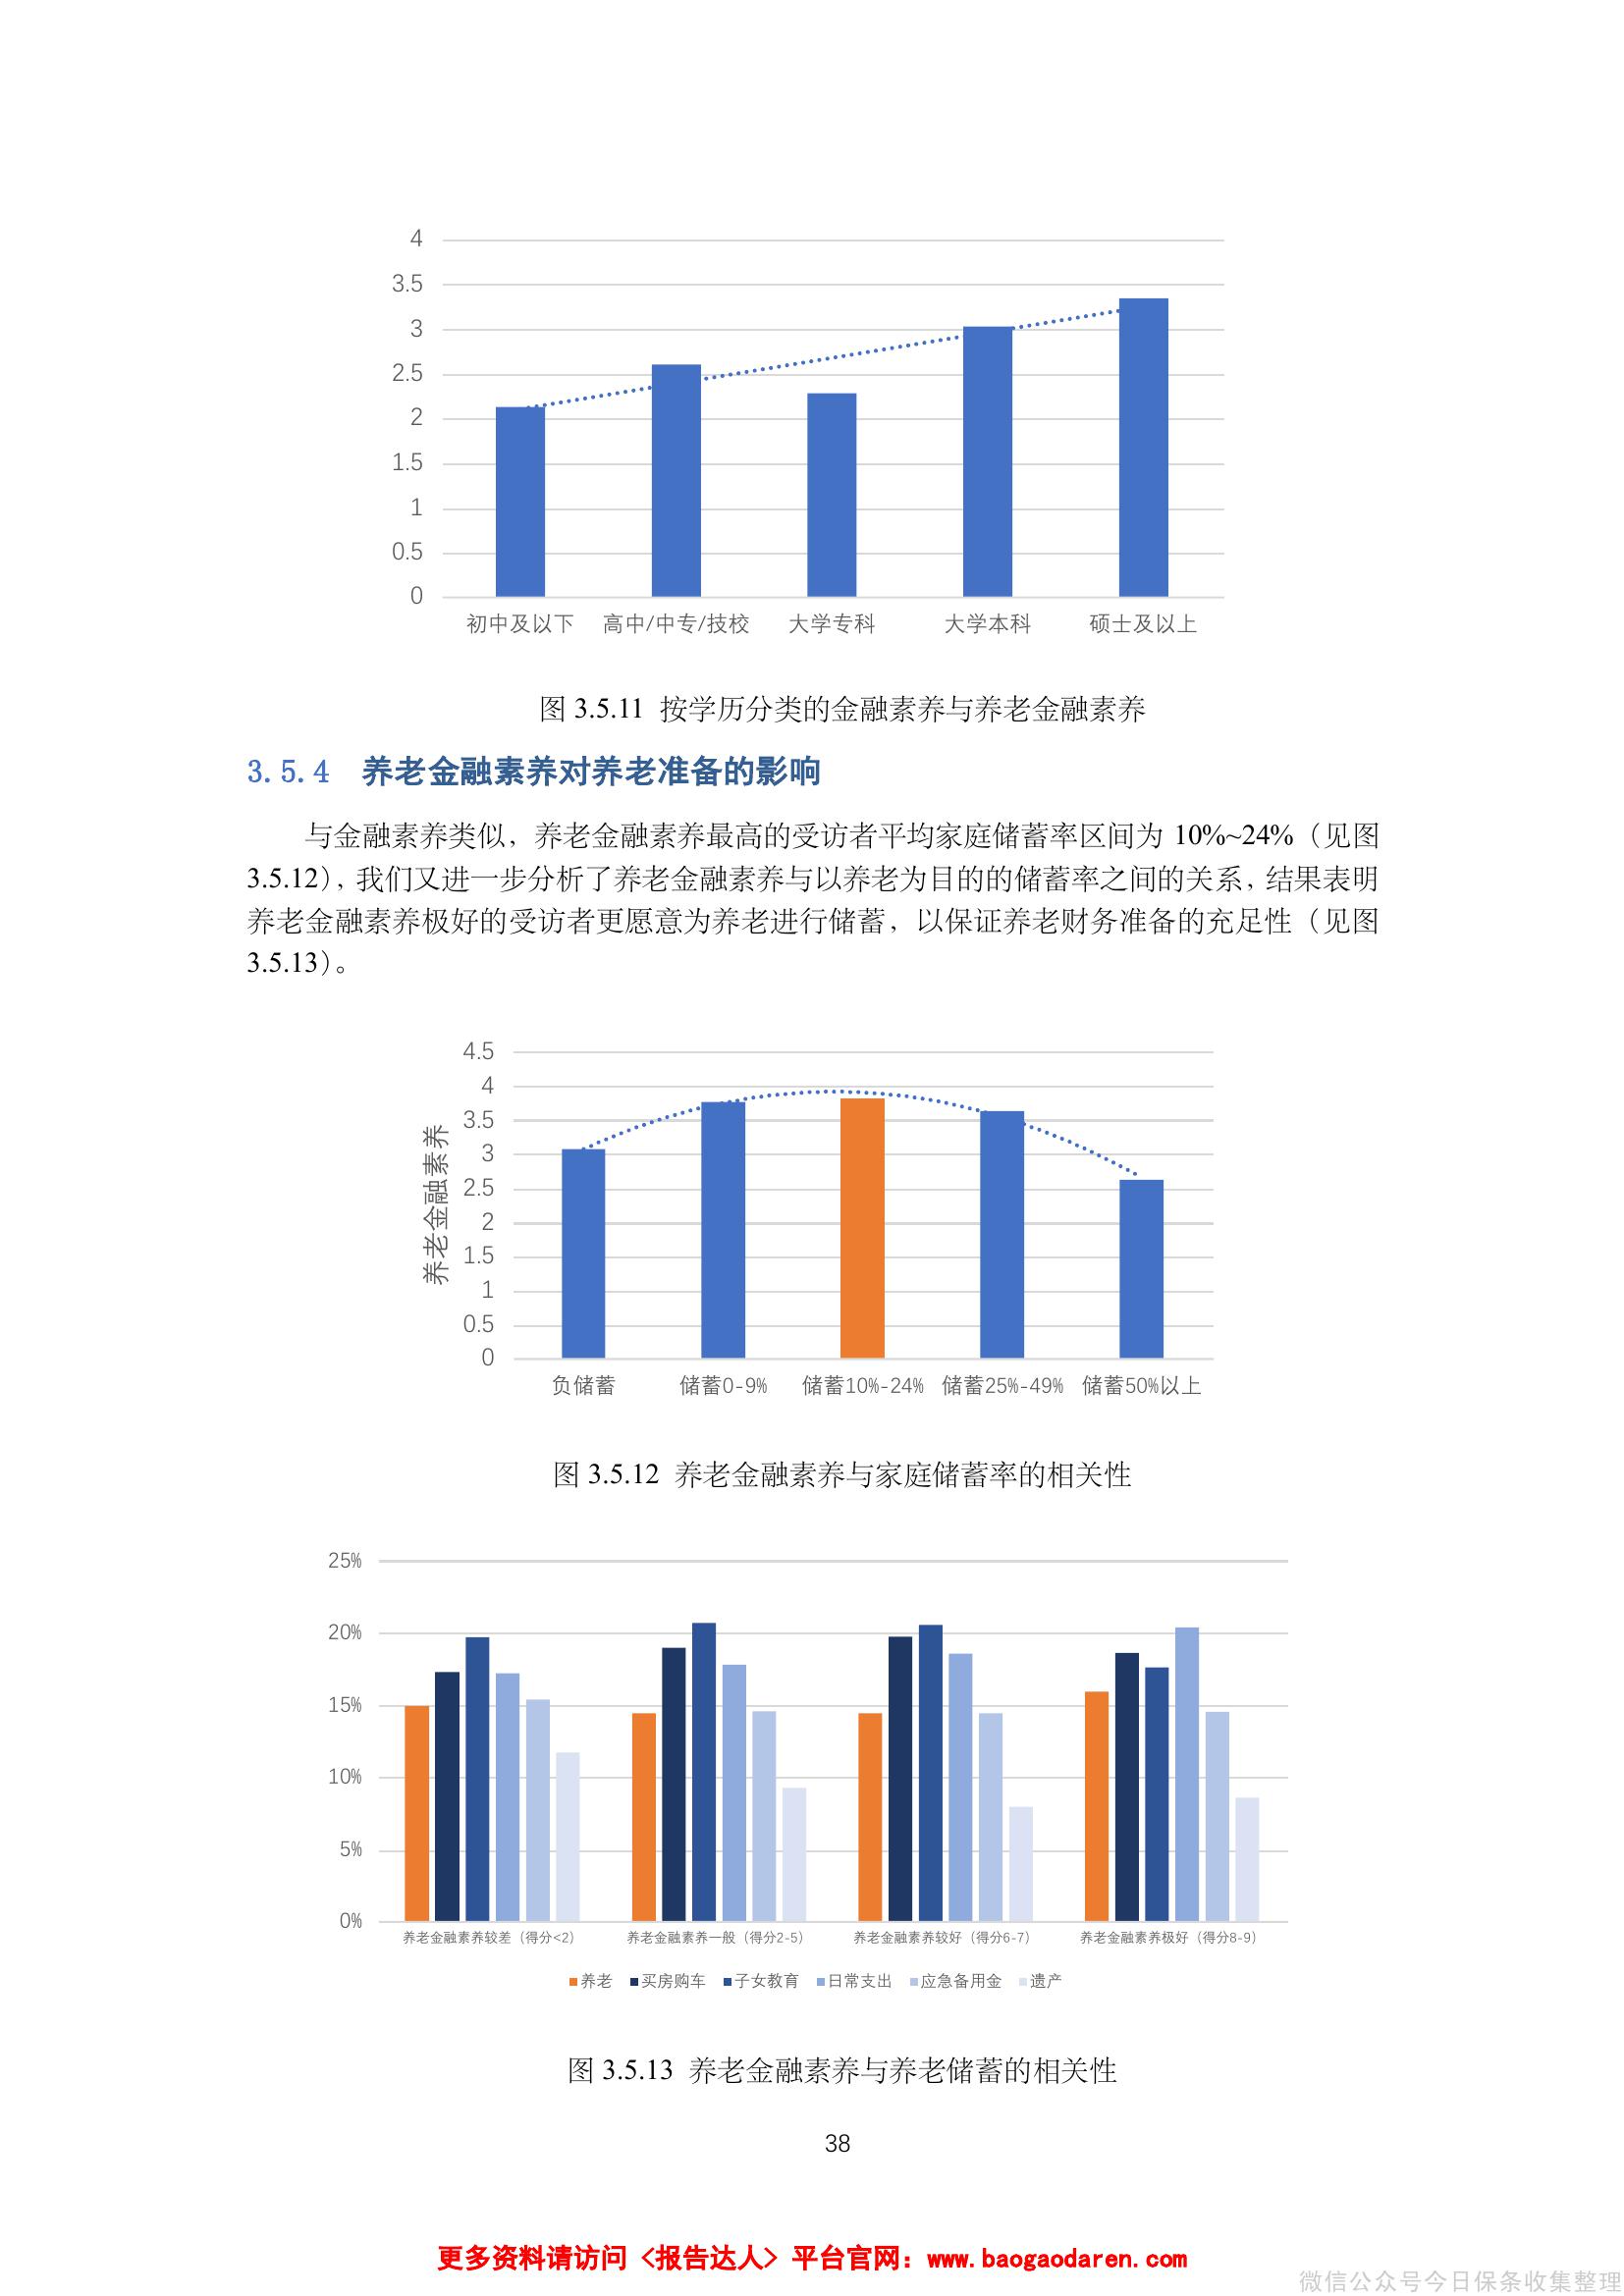 4
3.5
3
2.5
2
1.5
1
0.5
0
初中及以下 高中/中专/技校 大学专科 大学本科 硕士及以上
图 3.5.11 按学历分类的金融素养与养老金融素养
3.5.4 养老金融素养对养老准备的影响
与金融素养类似，养老金融素养最高的受访者平均家庭储蓄率区间为 10%~24%（见图
3.5.12），我们又进一步分析了养老金融素养与以养老为目的的储蓄率之间的关系，结果表明
养老金融素养极好的受访者更愿意为养老进行储蓄，以保证养老财务准备的充足性（见图
3.5.13）。
养老金融素养
4.5
4
3.5
3
2.5
2
1.5
1
0.5
0
负储蓄 储蓄0-9% 储蓄10%-24% 储蓄25%-49% 储蓄50%以上
图 3.5.12 养老金融素养与家庭储蓄率的相关性
25%
20%
15%
10%
5%
0%
养老金融素养较差（得分<2） 养老金融素养一般（得分2-5） 养老金融素养较好（得分6-7） 养老金融素养极好（得分8-9）
养老 买房购车 子女教育 日常支出 应急备用金 遗产
图 3.5.13 养老金融素养与养老储蓄的相关性
38
更多资料请访问《报告达人》平台官网：www.baogaodaren.com
微信公众号今日保条收集整理